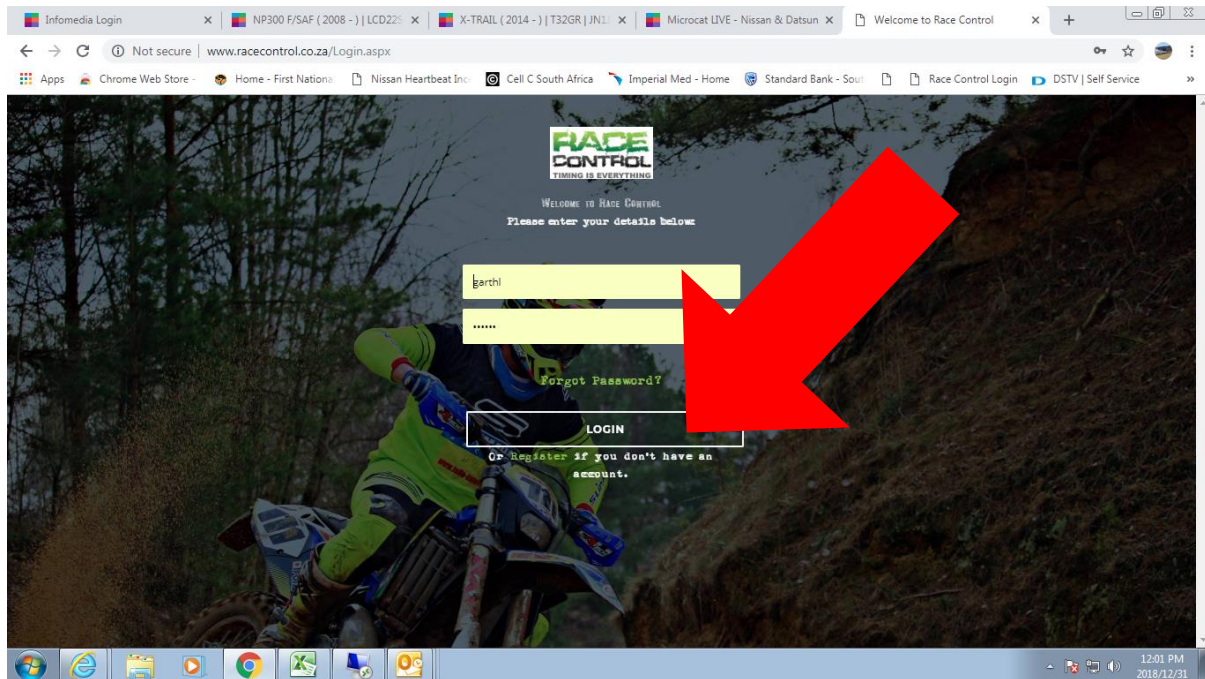 Infomedia Login
NP300 F/SAF ( 2008 - ) | LCD22S
X-TRAIL ( 2014 - ) | T32GR | JN1
Microcat LIVE - Nissan & Datsun
Welcome to Race Control
Not secure | www.racecontrol.co.za/Login.aspx
Apps
Chrome Web Store -
Home - First Nationa
Nissan Heartbeat Inc
Cell C South Africa
Imperial Med - Home
Standard Bank - Sout
Race Control Login
DSTV | Self Service
»
RACE
CONTROL
TIMING IS EVERYTHING
Welcome to Race Control
Please enter your details below:
garthl
••••••
Forgot Password?
LOGIN
Or Register if you don't have an
account.
12:01 PM
2018/12/31